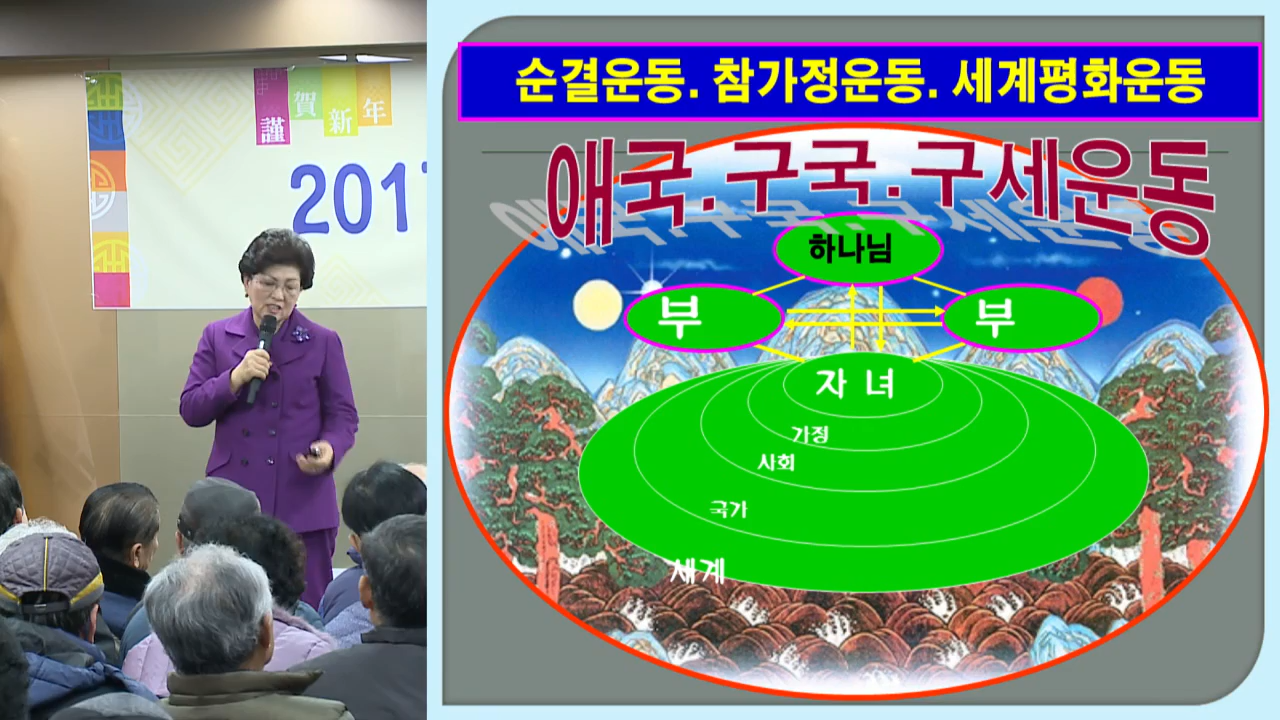 謹賀新年
2017
순결운동. 참가정운동. 세계평화운동
애국.구국.구세운동
하나님
부 부
자 녀
가정
사회
국가
세계